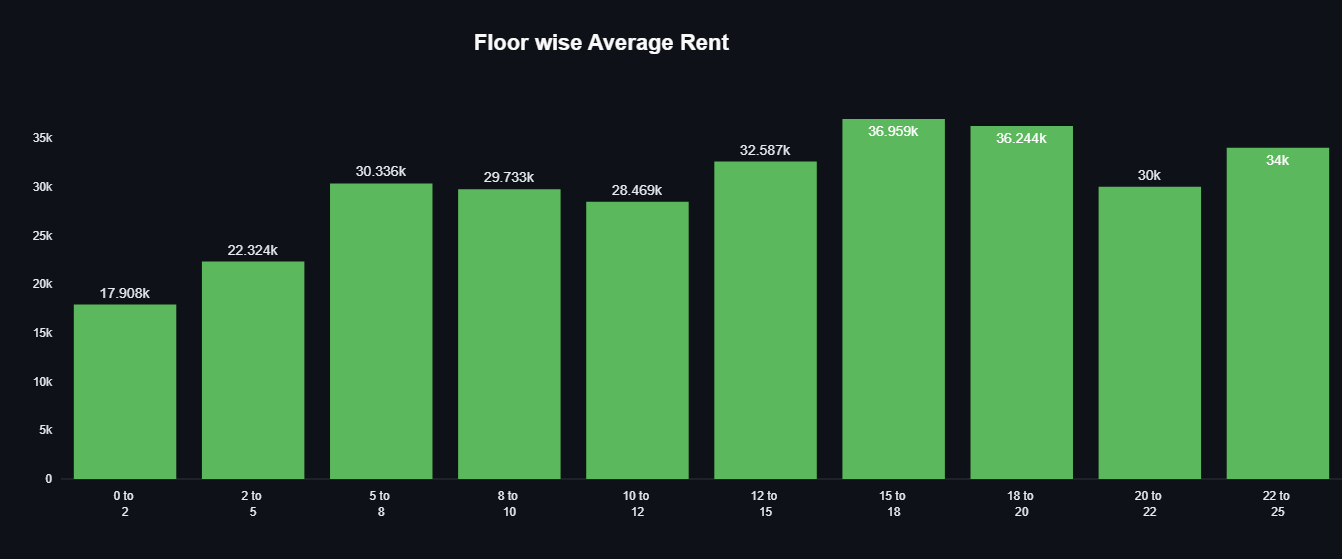 Floor wise Average Rent
35k
30k
25k
20k
15k
10k
5k
0
17.908k
22.324k
30.336k
29.733k
28.469k
32.587k
36.959k
36.244k
30k
34k
0 to
2
2 to
5
5 to
8
8 to
10
10 to
12
12 to
15
15 to
18
18 to
20
20 to
22
22 to
25